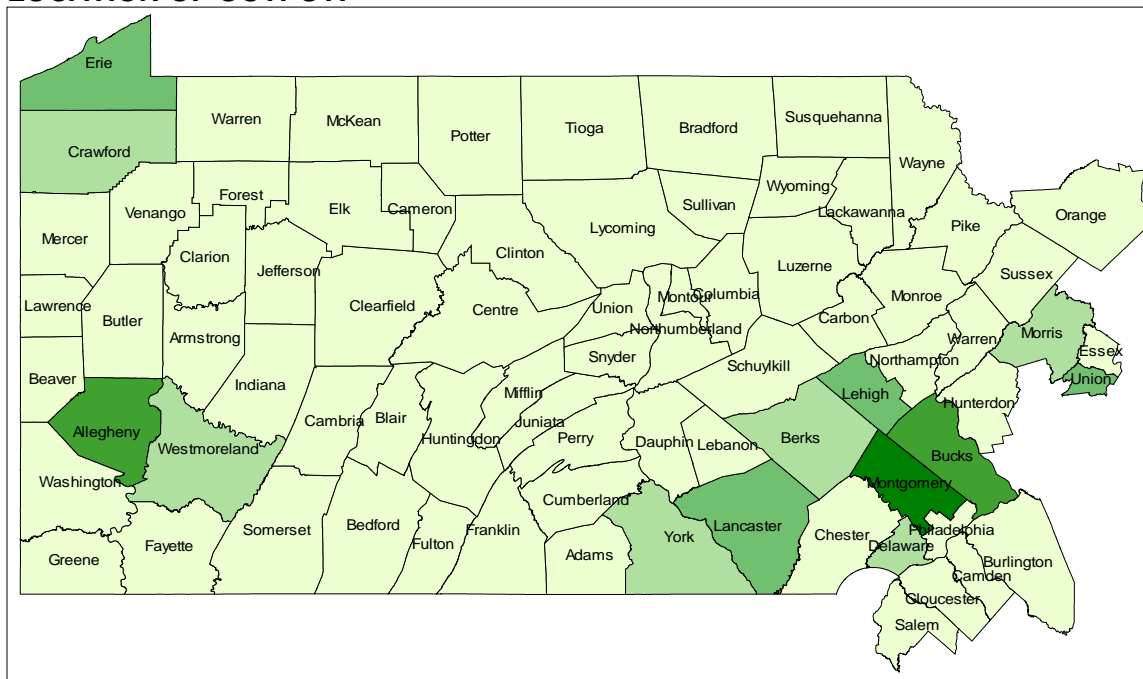 Erie
Warren
McKean
Potter
Tioga
Bradford
Susquehanna
Crawford
Wayne
Forest
Elk
Cameron
Wyoming
Lackawanna
Sullivan
Venango
Orange
Pike
Mercer
Clarion
Jefferson
Lycoming
Clinton
Luzerne
Sussex
Lawrence
Butler
Armstrong
Clearfield
Centre
Union
Montour
Columbia
Northumberland
Monroe
Carbon
Warren
Morris
Essex
Union
Beaver
Indiana
Snyder
Schuylkill
Northampton
Lehigh
Hunterdon
Allegheny
Westmoreland
Cambria
Blair
Huntingdon
Mifflin
Juniata
Perry
Dauphin
Lebanon
Berks
Bucks
Washington
Montgomery
Cumberland
Greene
Fayette
Somerset
Bedford
Fulton
Franklin
Adams
York
Lancaster
Chester
Delaware
Philadelphia
Burlington
Camden
Gloucester
Salem